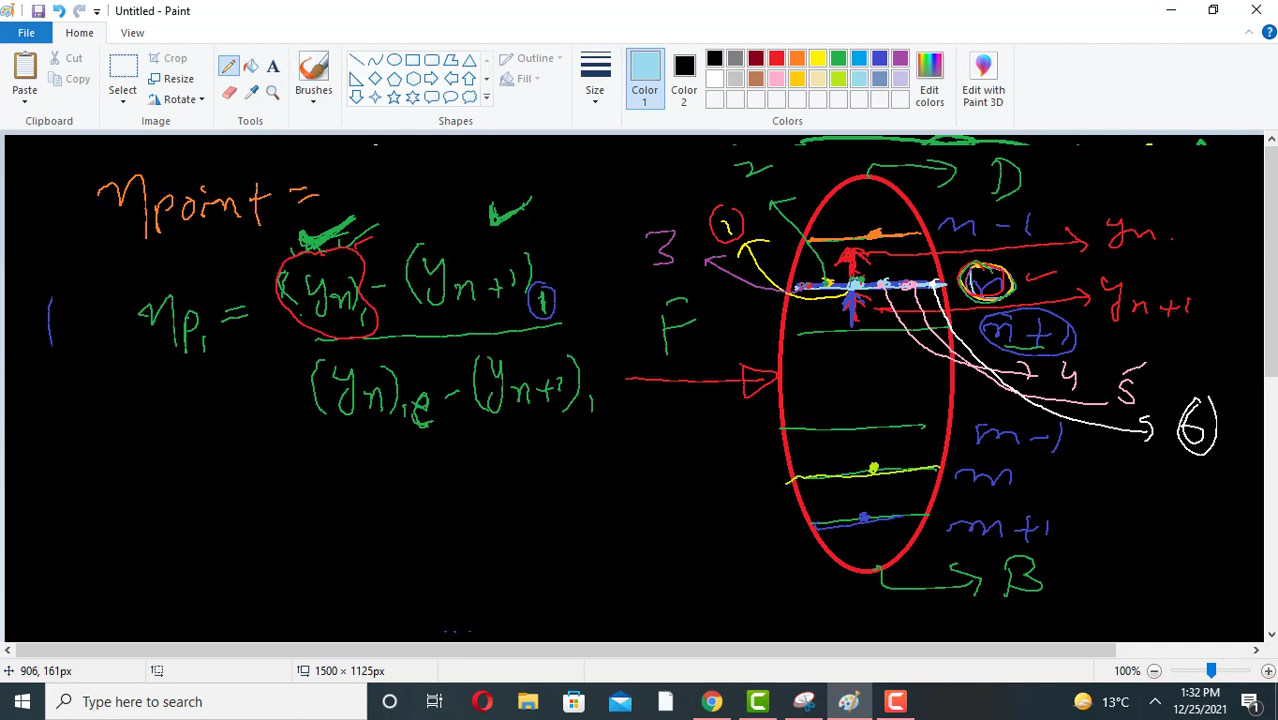 Untitled - Paint
File
Home
View
Paste
Cut
Copy
Clipboard
Select
Crop
Resize
Rotate
Image
Tools
Brushes
Shapes
Outline
Fill
Size
Color 1
Color 2
Colors
Edit colors
Edit with Paint 3D
ηpoint =
ηp1 =
(yn)1 - (yn+1)1
(yn)1e - (yn+1)1
F
D
B
1
2
3
4
5
6
n-1
n
n+1
yn
yn+1
m-1
m
m+1
906, 161px
1500 × 1125px
100%
Type here to search
13°C
1:32 PM
12/25/2021
1